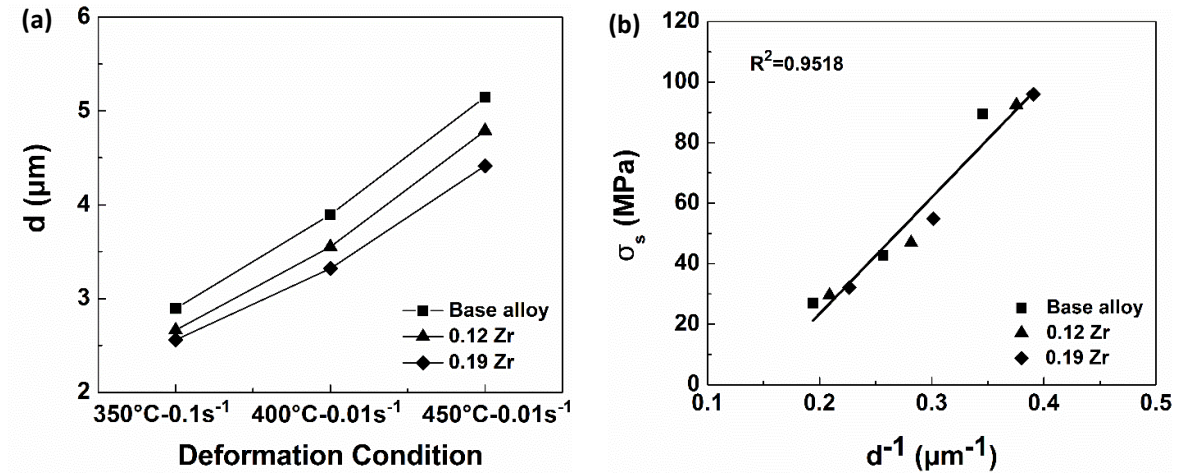 (a)
6
5
4
3
2
d (μm)
Base alloy
0.12 Zr
0.19 Zr
350°C-0.1s⁻¹ 400°C-0.01s⁻¹ 450°C-0.01s⁻¹
Deformation Condition
(b)
120
100
80
60
40
20
0
σₛ (MPa)
R²=0.9518
Base alloy
0.12 Zr
0.19 Zr
0.1 0.2 0.3 0.4 0.5
d⁻¹ (μm⁻¹)